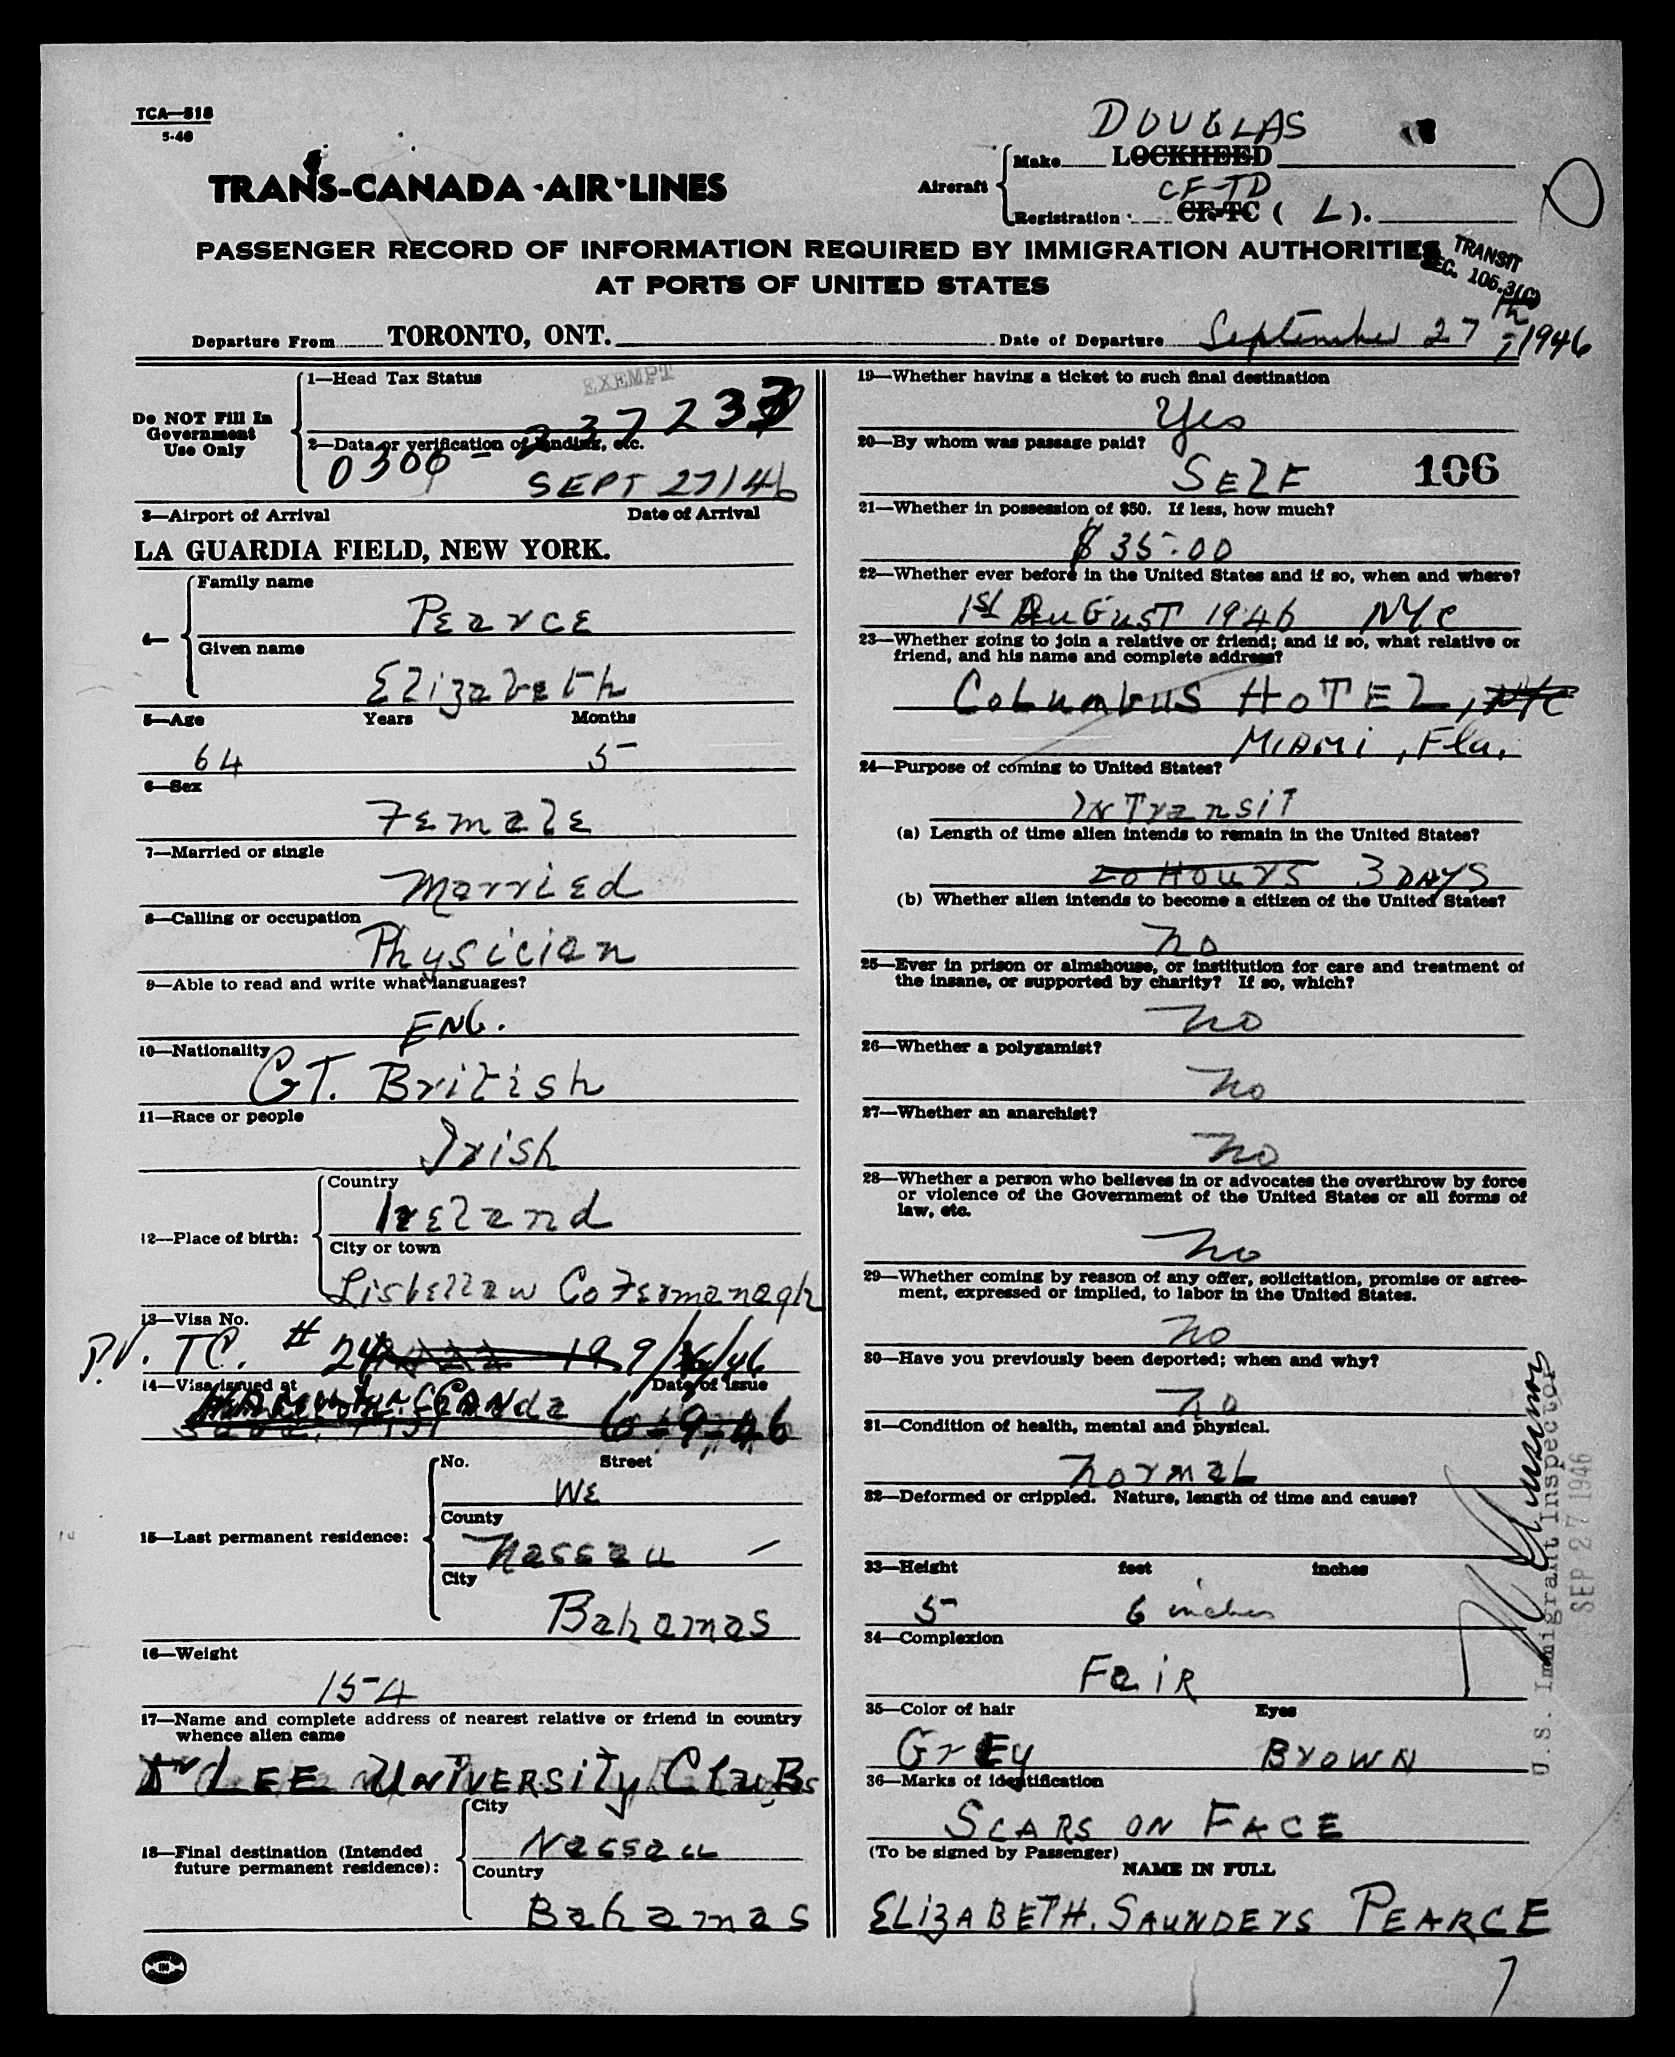 TCA—518
5-46
DOUGLAS
TRANS-CANADA AIR LINES
Aircraft
Make LOCKHEED
CF-TD
Registration CF-TC ( L ).
PASSENGER RECORD OF INFORMATION REQUIRED BY IMMIGRATION AUTHORITIES
AT PORTS OF UNITED STATES
TRANSIT
SEC. 106.3(C)
Departure From TORONTO, ONT.
Date of Departure September 27th, 1946
Do NOT Fill In
Government
Use Only
1—Head Tax Status
EXEMPT
2—Data or verification of landing, etc.
0300 - 23723
SEPT 27/46
3—Airport of Arrival Date of Arrival
LA GUARDIA FIELD, NEW YORK.
4—
Family name
Pearce
Given name
Elizabeth
5—Age Years Months
64 5
6—Sex
Female
7—Married or single
Married
8—Calling or occupation
Physician
9—Able to read and write what languages?
ENG.
10—Nationality
GT. British
11—Race or people
Irish
12—Place of birth:
Country
Ireland
City or town
Lisbellaw Co Fermanagh
13—Visa No.
P.V. TC. # 24 9/26/46
14—Visa issued at Date of issue
Canada 6-9-46
15—Last permanent residence:
No. Street
WE
County
Nassau
City
Bahamas
16—Weight
154
17—Name and complete address of nearest relative or friend in country
whence alien came
Dr LEE UNIVERSITY CLUB
18—Final destination (Intended
future permanent residence):
City
Nassau
Country
Bahamas
19—Whether having a ticket to such final destination
Yes
20—By whom was passage paid?
SELF 106
21—Whether in possession of $50. If less, how much?
$35.00
22—Whether ever before in the United States and if so, when and where?
1st AUGUST 1946 NYC
23—Whether going to join a relative or friend; and if so, what relative or
friend, and his name and complete address?
COLUMBUS HOTEL, NYC
MIAMI, Fla.
24—Purpose of coming to United States?
IN Transit
(a) Length of time alien intends to remain in the United States?
20 HOURS 3 DAYS
(b) Whether alien intends to become a citizen of the United States?
no
25—Ever in prison or almshouse, or institution for care and treatment of
the insane, or supported by charity? If so, which?
no
26—Whether a polygamist?
no
27—Whether an anarchist?
no
28—Whether a person who believes in or advocates the overthrow by force
or violence of the Government of the United States or all forms of
law, etc.
no
29—Whether coming by reason of any offer, solicitation, promise or agree-
ment, expressed or implied, to labor in the United States.
no
30—Have you previously been deported; when and why?
no
31—Condition of health, mental and physical.
normal
32—Deformed or crippled. Nature, length of time and cause?
33—Height feet inches
5 6 inches
34—Complexion
Fair
35—Color of hair Eyes
Grey Brown
36—Marks of identification
SCARS ON FACE
(To be signed by Passenger)
NAME IN FULL
ELIZABETH. SAUNDERS PEARCE
U.S. Immigrant Inspector
SEP 27 1946
7